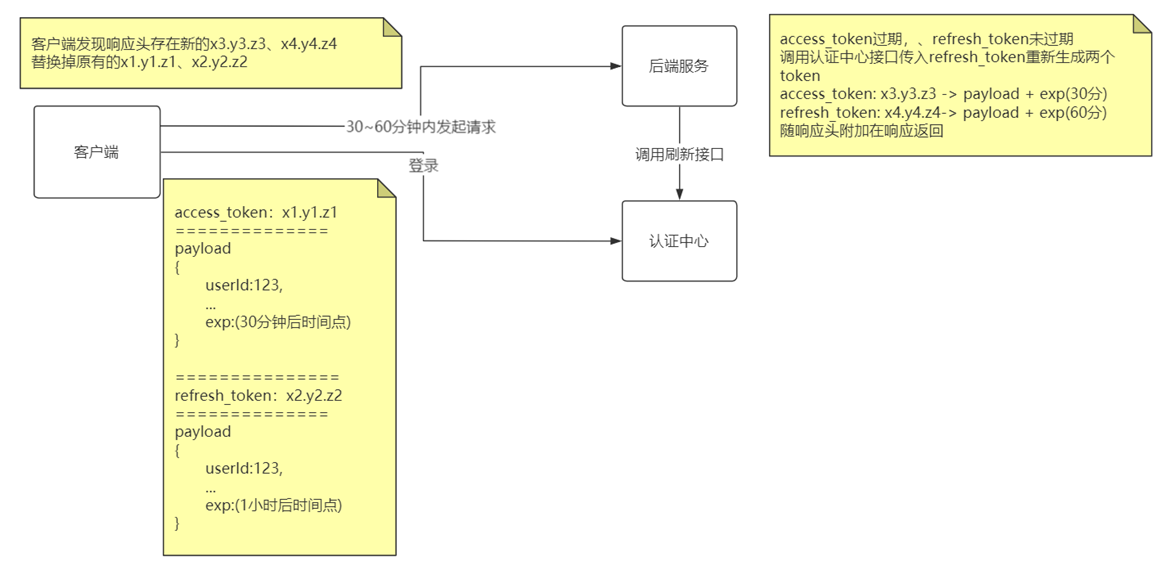 客户端发现响应头存在新的x3.y3.z3、x4.y4.z4
替换掉原有的x1.y1.z1、x2.y2.z2
后端服务
access_token过期，、refresh_token未过期
调用认证中心接口传入refresh_token重新生成两个
token
access_token: x3.y3.z3 -> payload + exp(30分)
refresh_token: x4.y4.z4-> payload + exp(60分)
随响应头附加在响应返回
客户端
30~60分钟内发起请求
登录
调用刷新接口
认证中心
access_token：x1.y1.z1
==============
payload
{
userId:123,
...
exp:(30分钟后时间点)
}
===============
refresh_token：x2.y2.z2
==============
payload
{
userId:123,
...
exp:(1小时后时间点)
}